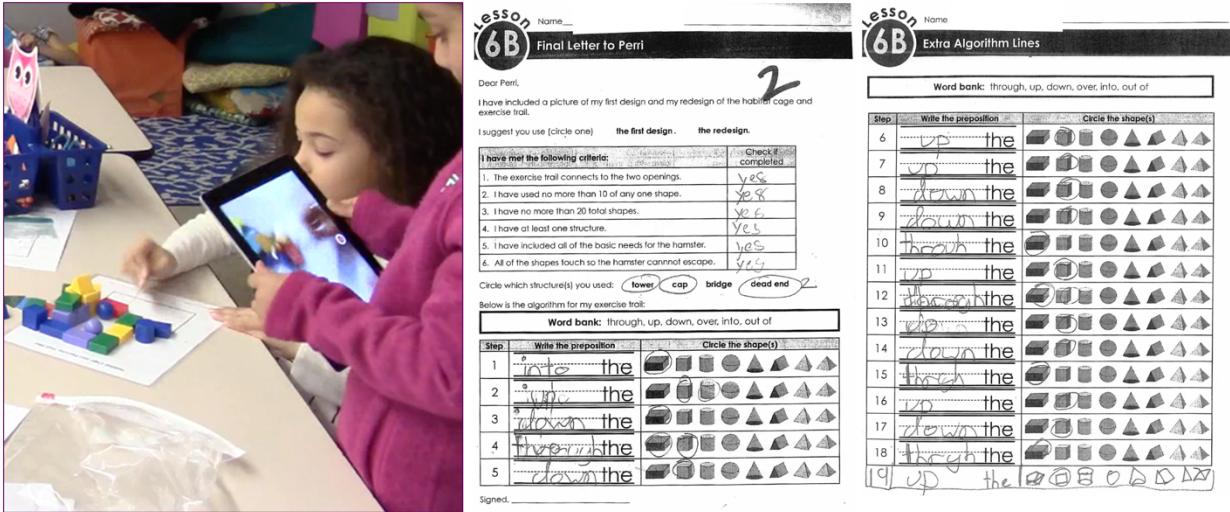 Lesson
6B
Name
Final Letter to Perri
2
Dear Perri,
I have included a picture of my first design and my redesign of the habitat cage and
exercise trail.
I suggest you use (circle one) the first design. the redesign.
I have met the following criteria: Check if completed
1. The exercise trail connects to the two openings. yes
2. I have used no more than 10 of any one shape. yes
3. I have no more than 20 total shapes. yes
4. I have at least one structure. yes
5. I have included all of the basic needs for the hamster. yes
6. All of the shapes touch so the hamster cannnot escape. yes
Circle which structure(s) you used: tower cap bridge dead end 2
Below is the algorithm for my exercise trail:
Word bank: through, up, down, over, into, out of
Step Write the preposition Circle the shape(s)
1 into the
2 the
3 down the
4 the
5 down the
Signed,
Lesson
6B
Name
Extra Algorithm Lines
Word bank: through, up, down, over, into, out of
Step Write the preposition Circle the shape(s)
6 up the
7 up the
8 down the
9 down the
10 the
11 up the
12 the
13 the
14 down the
15 the
16 up the
17 down the
18 the
19 up the